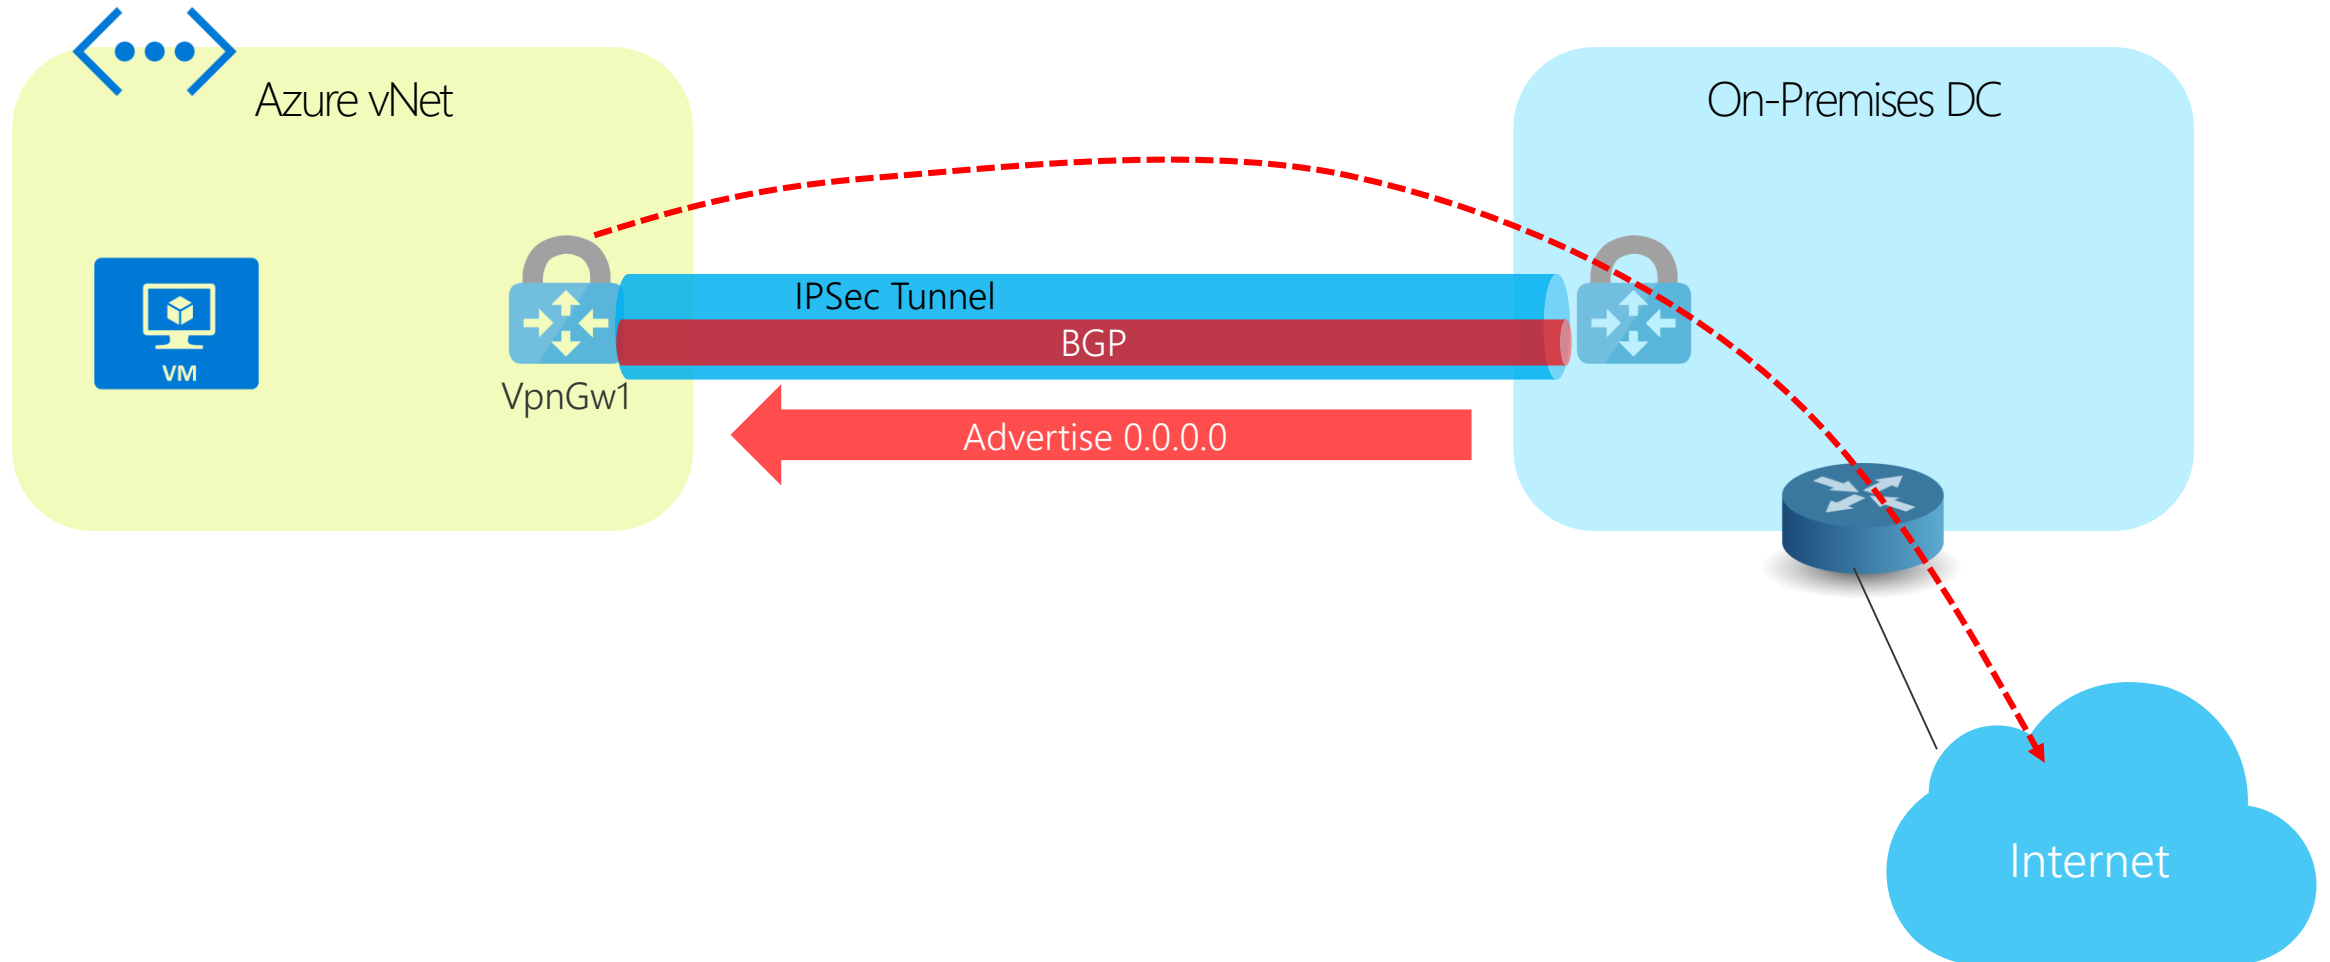 Azure vNet
On-Premises DC
IPSec Tunnel
BGP
VM
VpnGw1
Advertise 0.0.0.0
Internet